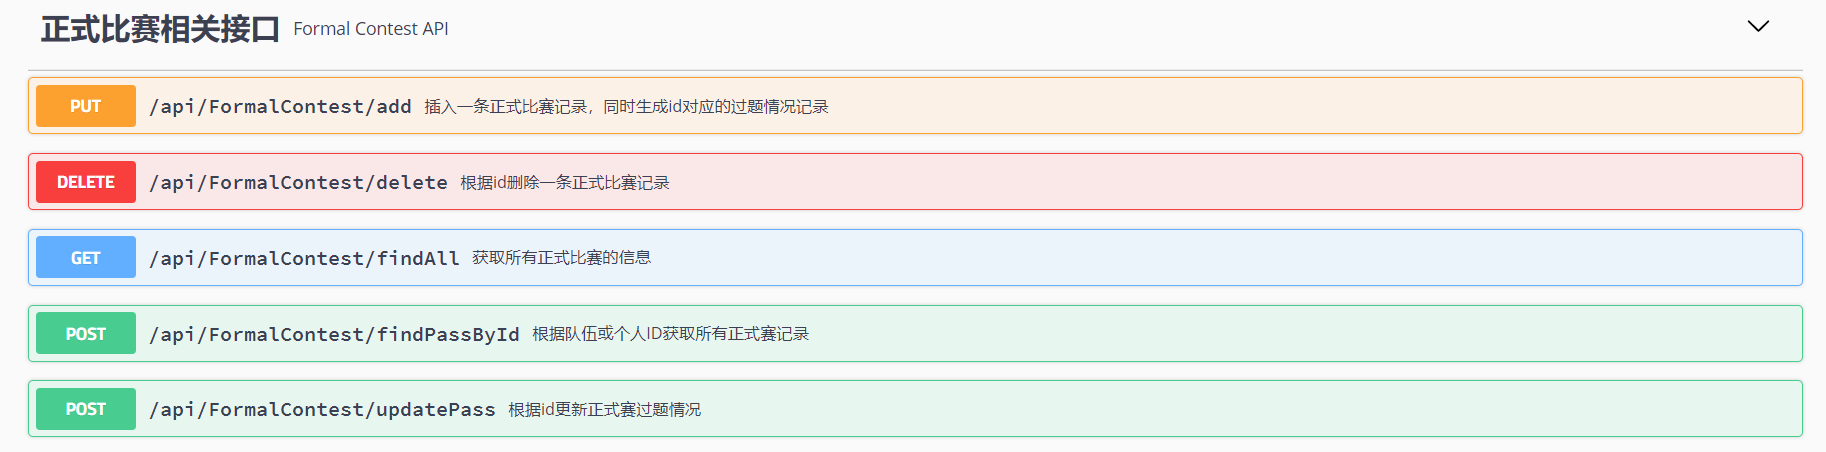 正式比赛相关接口 Formal Contest API
PUT /api/FormalContest/add 插入一条正式比赛记录，同时生成id对应的过题情况记录
DELETE /api/FormalContest/delete 根据id删除一条正式比赛记录
GET /api/FormalContest/findAll 获取所有正式比赛的信息
POST /api/FormalContest/findPassById 根据队伍或个人ID获取所有正式赛记录
POST /api/FormalContest/updatePass 根据id更新正式赛过题情况